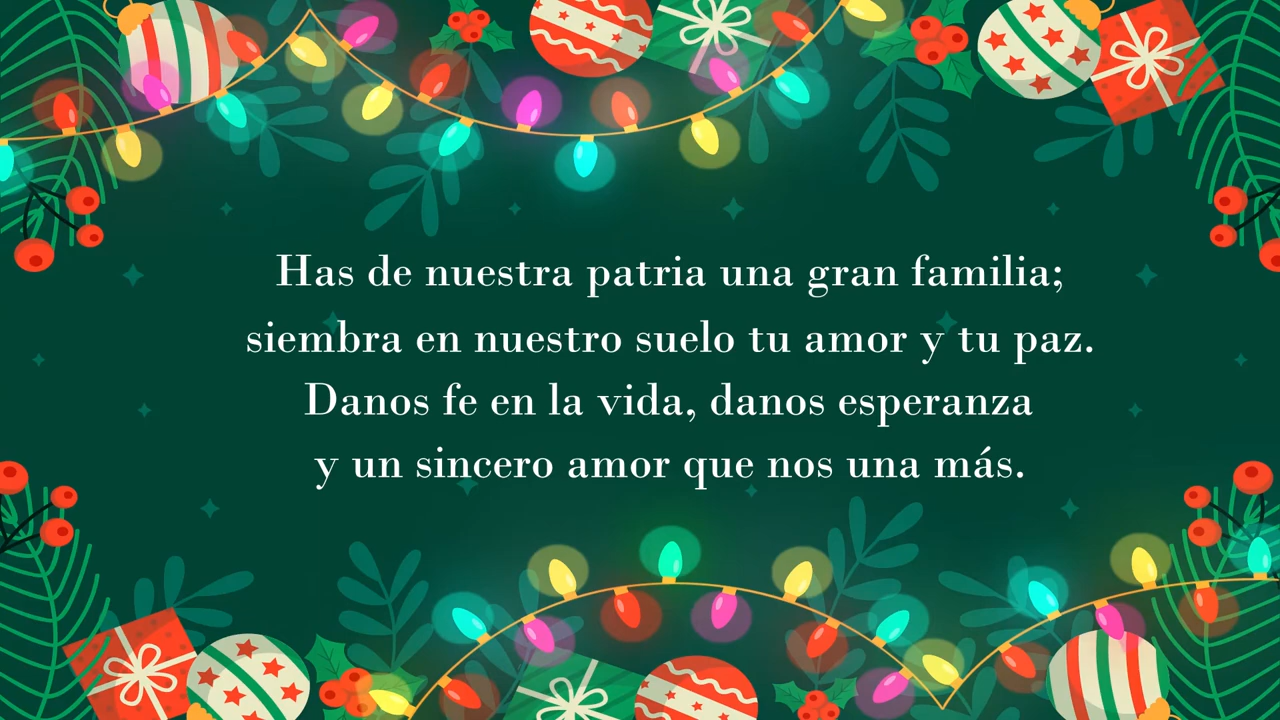 Has de nuestra patria una gran familia;
siembra en nuestro suelo tu amor y tu paz.
Danos fe en la vida, danos esperanza
y un sincero amor que nos una más.